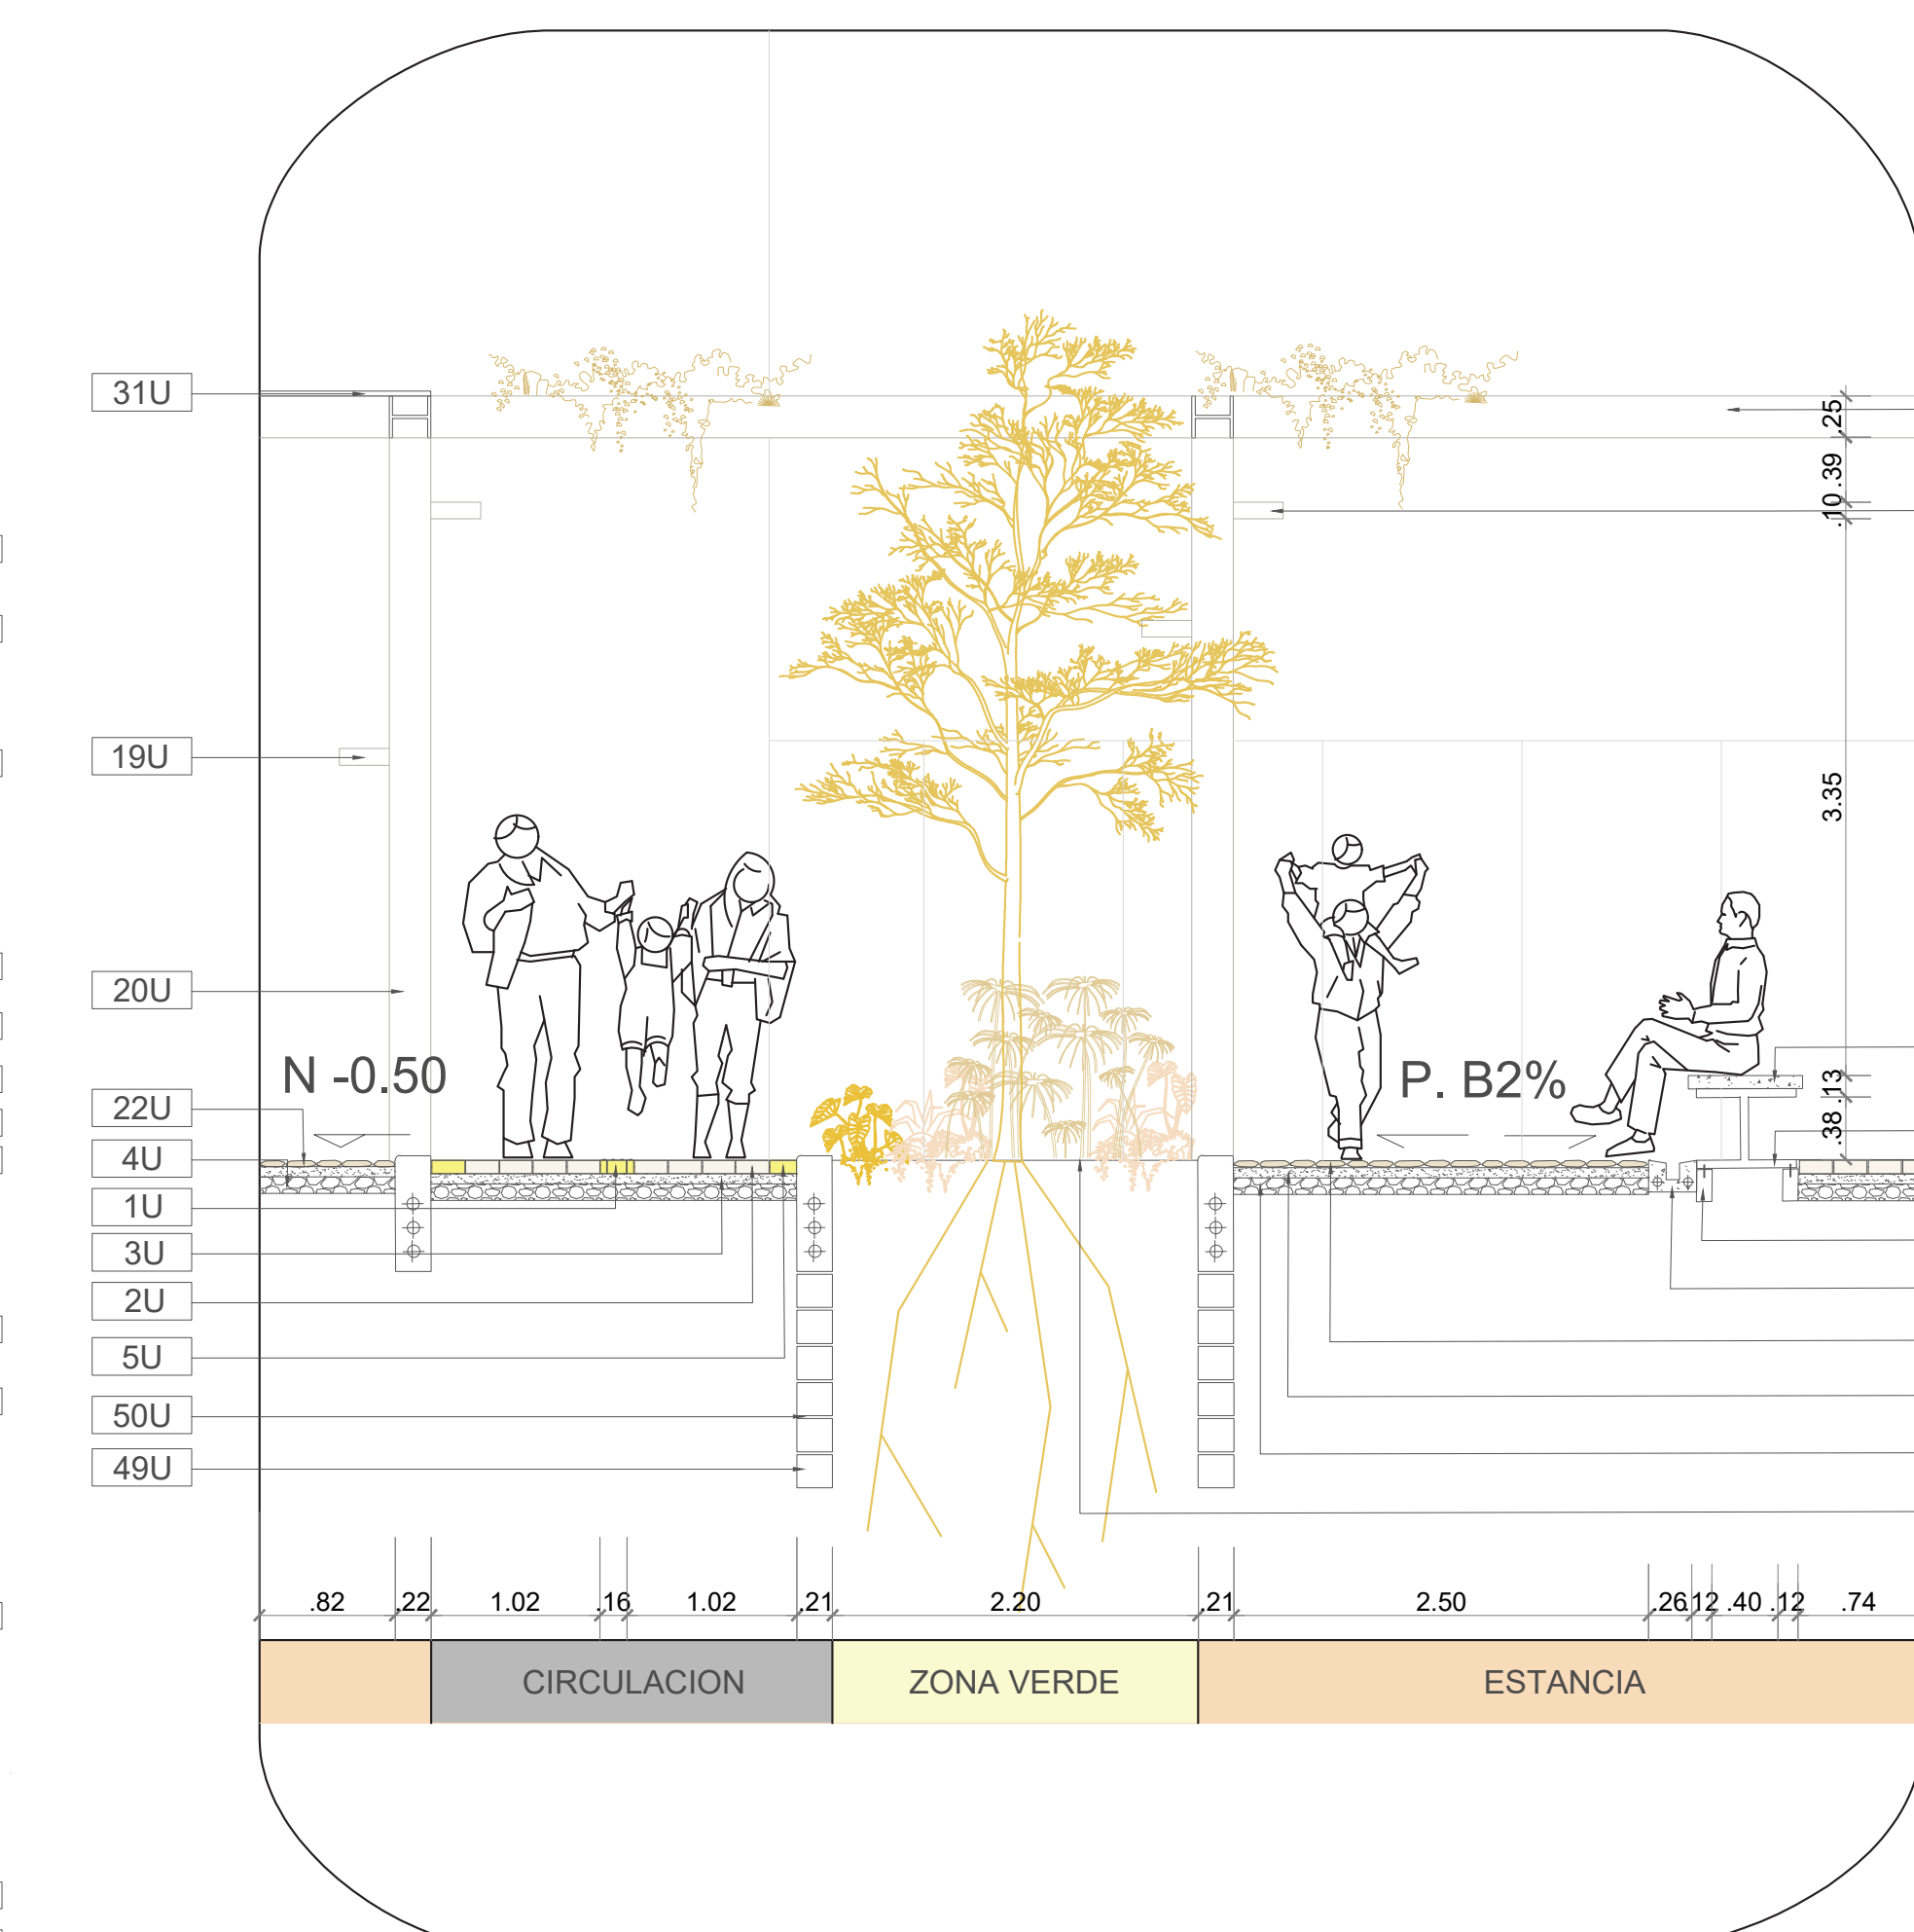 31U
19U
20U
22U
4U
1U
3U
2U
5U
50U
49U
N -0.50
P. B2%
.25
.39
.10
3.35
.13
.38
.82 .22 1.02 .16 1.02 .21 2.20 .21 2.50 .26 .12 .40 .12 .74
CIRCULACION ZONA VERDE ESTANCIA